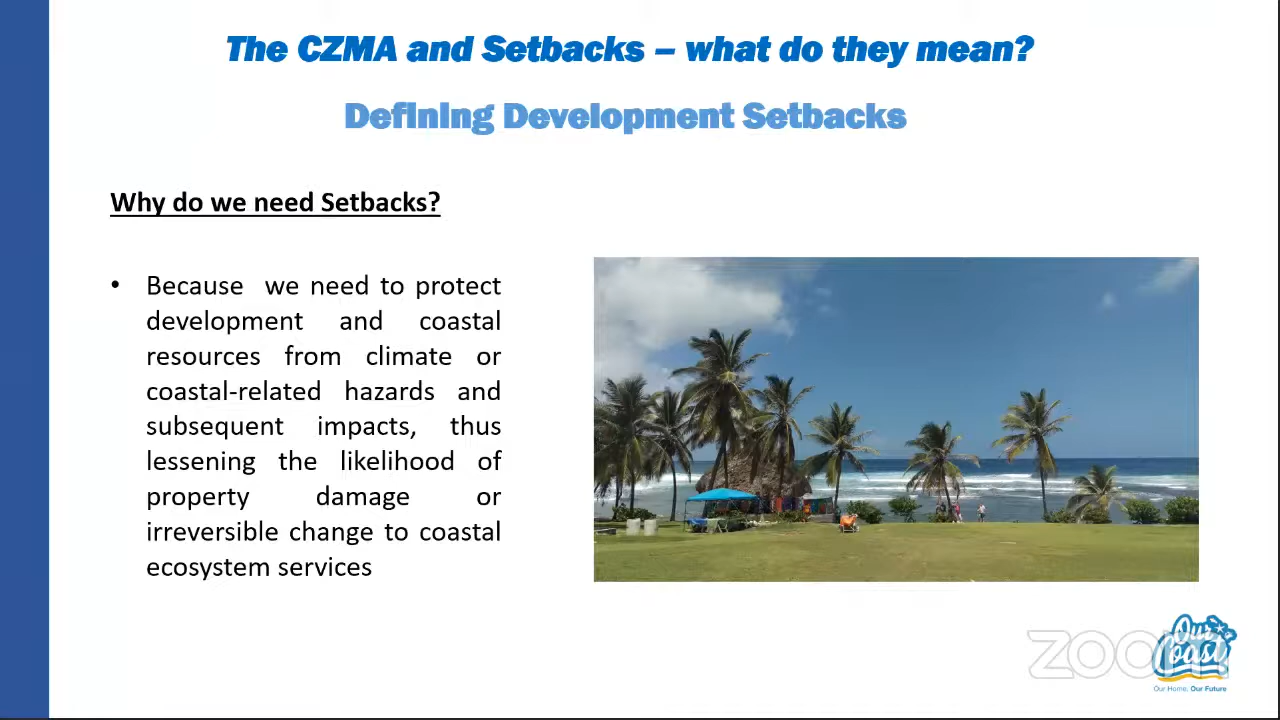 The CZMA and Setbacks – what do they mean?
Defining Development Setbacks
Why do we need Setbacks?
• Because we need to protect
development and coastal
resources from climate or
coastal-related hazards and
subsequent impacts, thus
lessening the likelihood of
property damage or
irreversible change to coastal
ecosystem services
zoom
Our
Coast
Our Home, Our Future